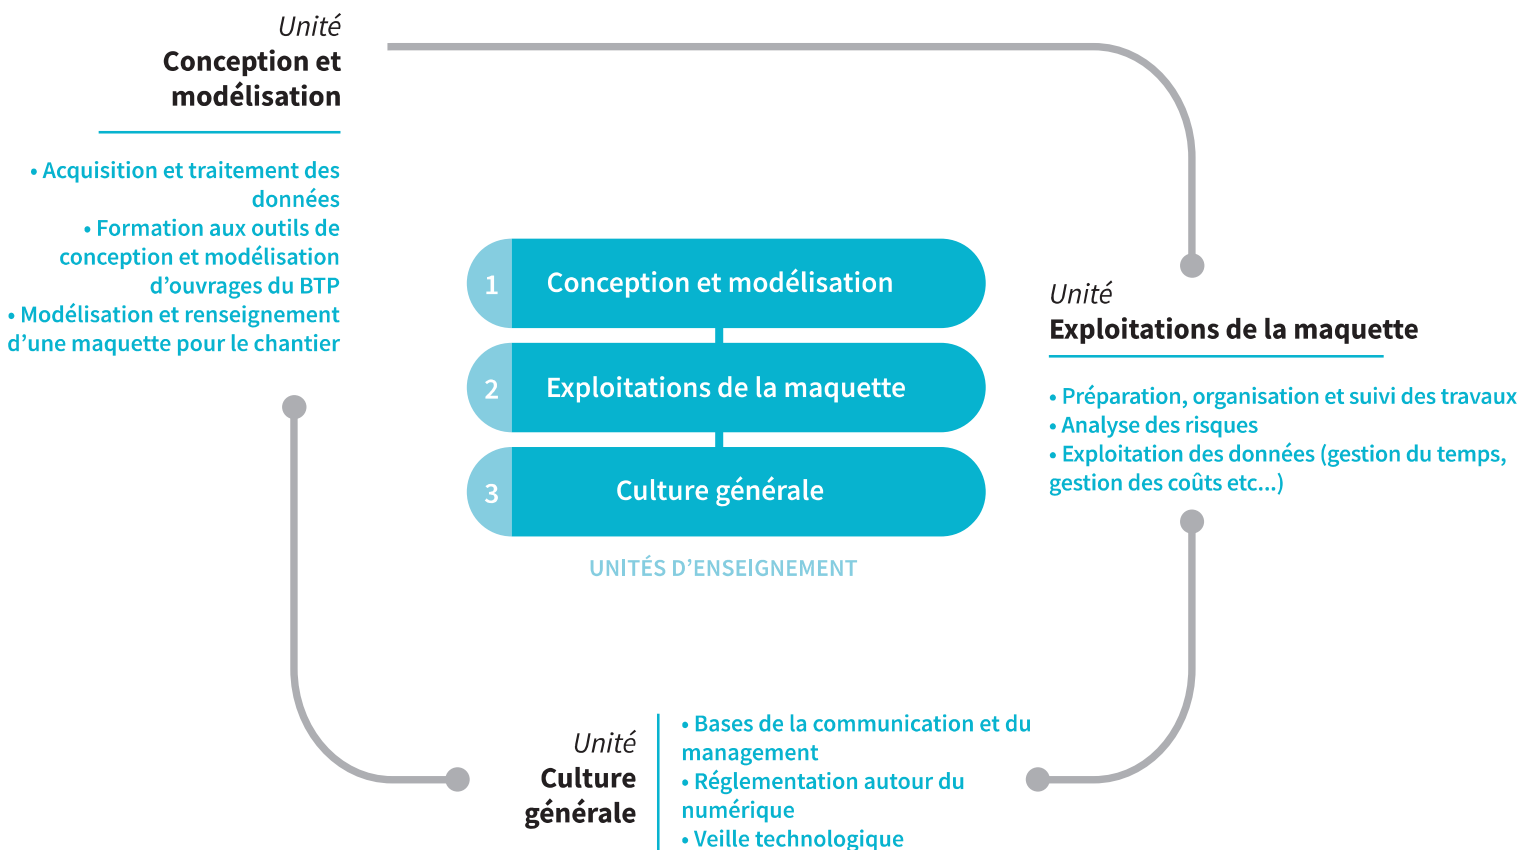 Unité
Conception et
modélisation
• Acquisition et traitement des
données
• Formation aux outils de
conception et modélisation
d’ouvrages du BTP
• Modélisation et renseignement
d’une maquette pour le chantier
1 Conception et modélisation
2 Exploitations de la maquette
3 Culture générale
UNITÉS D’ENSEIGNEMENT
Unité
Exploitations de la maquette
• Préparation, organisation et suivi des travaux
• Analyse des risques
• Exploitation des données (gestion du temps,
gestion des coûts etc...)
Unité
Culture
générale
• Bases de la communication et du
management
• Réglementation autour du
numérique
• Veille technologique